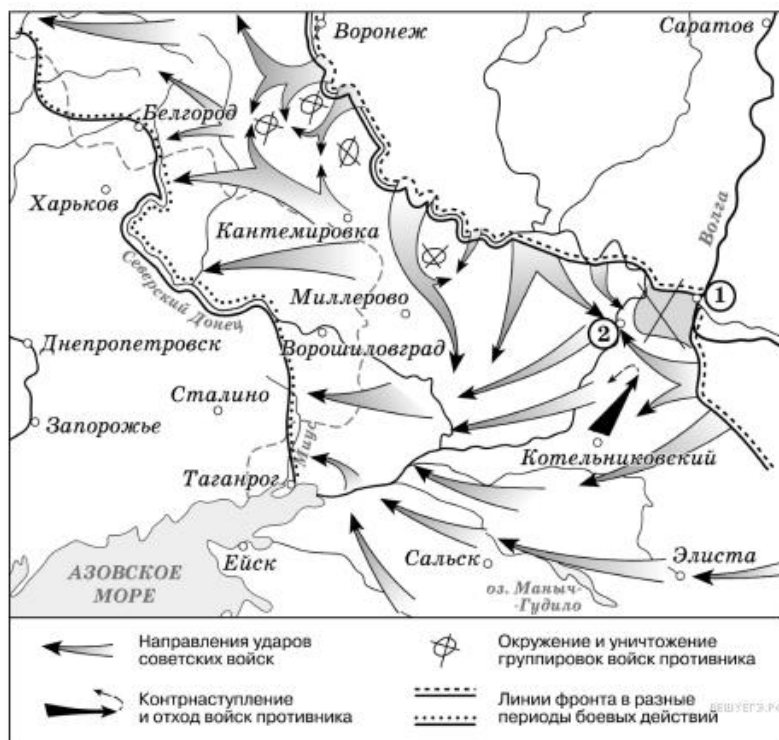 Воронеж
Саратов
Белгород
Харьков
Волга
Кантемировка
Северский Донец
Миллерово
1
2
Днепропетровск
Ворошиловград
Сталино
Запорожье
Миус
Котельниковский
Таганрог
АЗОВСКОЕ
МОРЕ
Ейск
Сальск
Элиста
оз. Маныч-
-Гудило
Направления ударов
советских войск
Окружение и уничтожение
группировок войск противника
Контрнаступление
и отход войск противника
Линии фронта в разные
периоды боевых действий
РЕШУЕГЭ.РФ